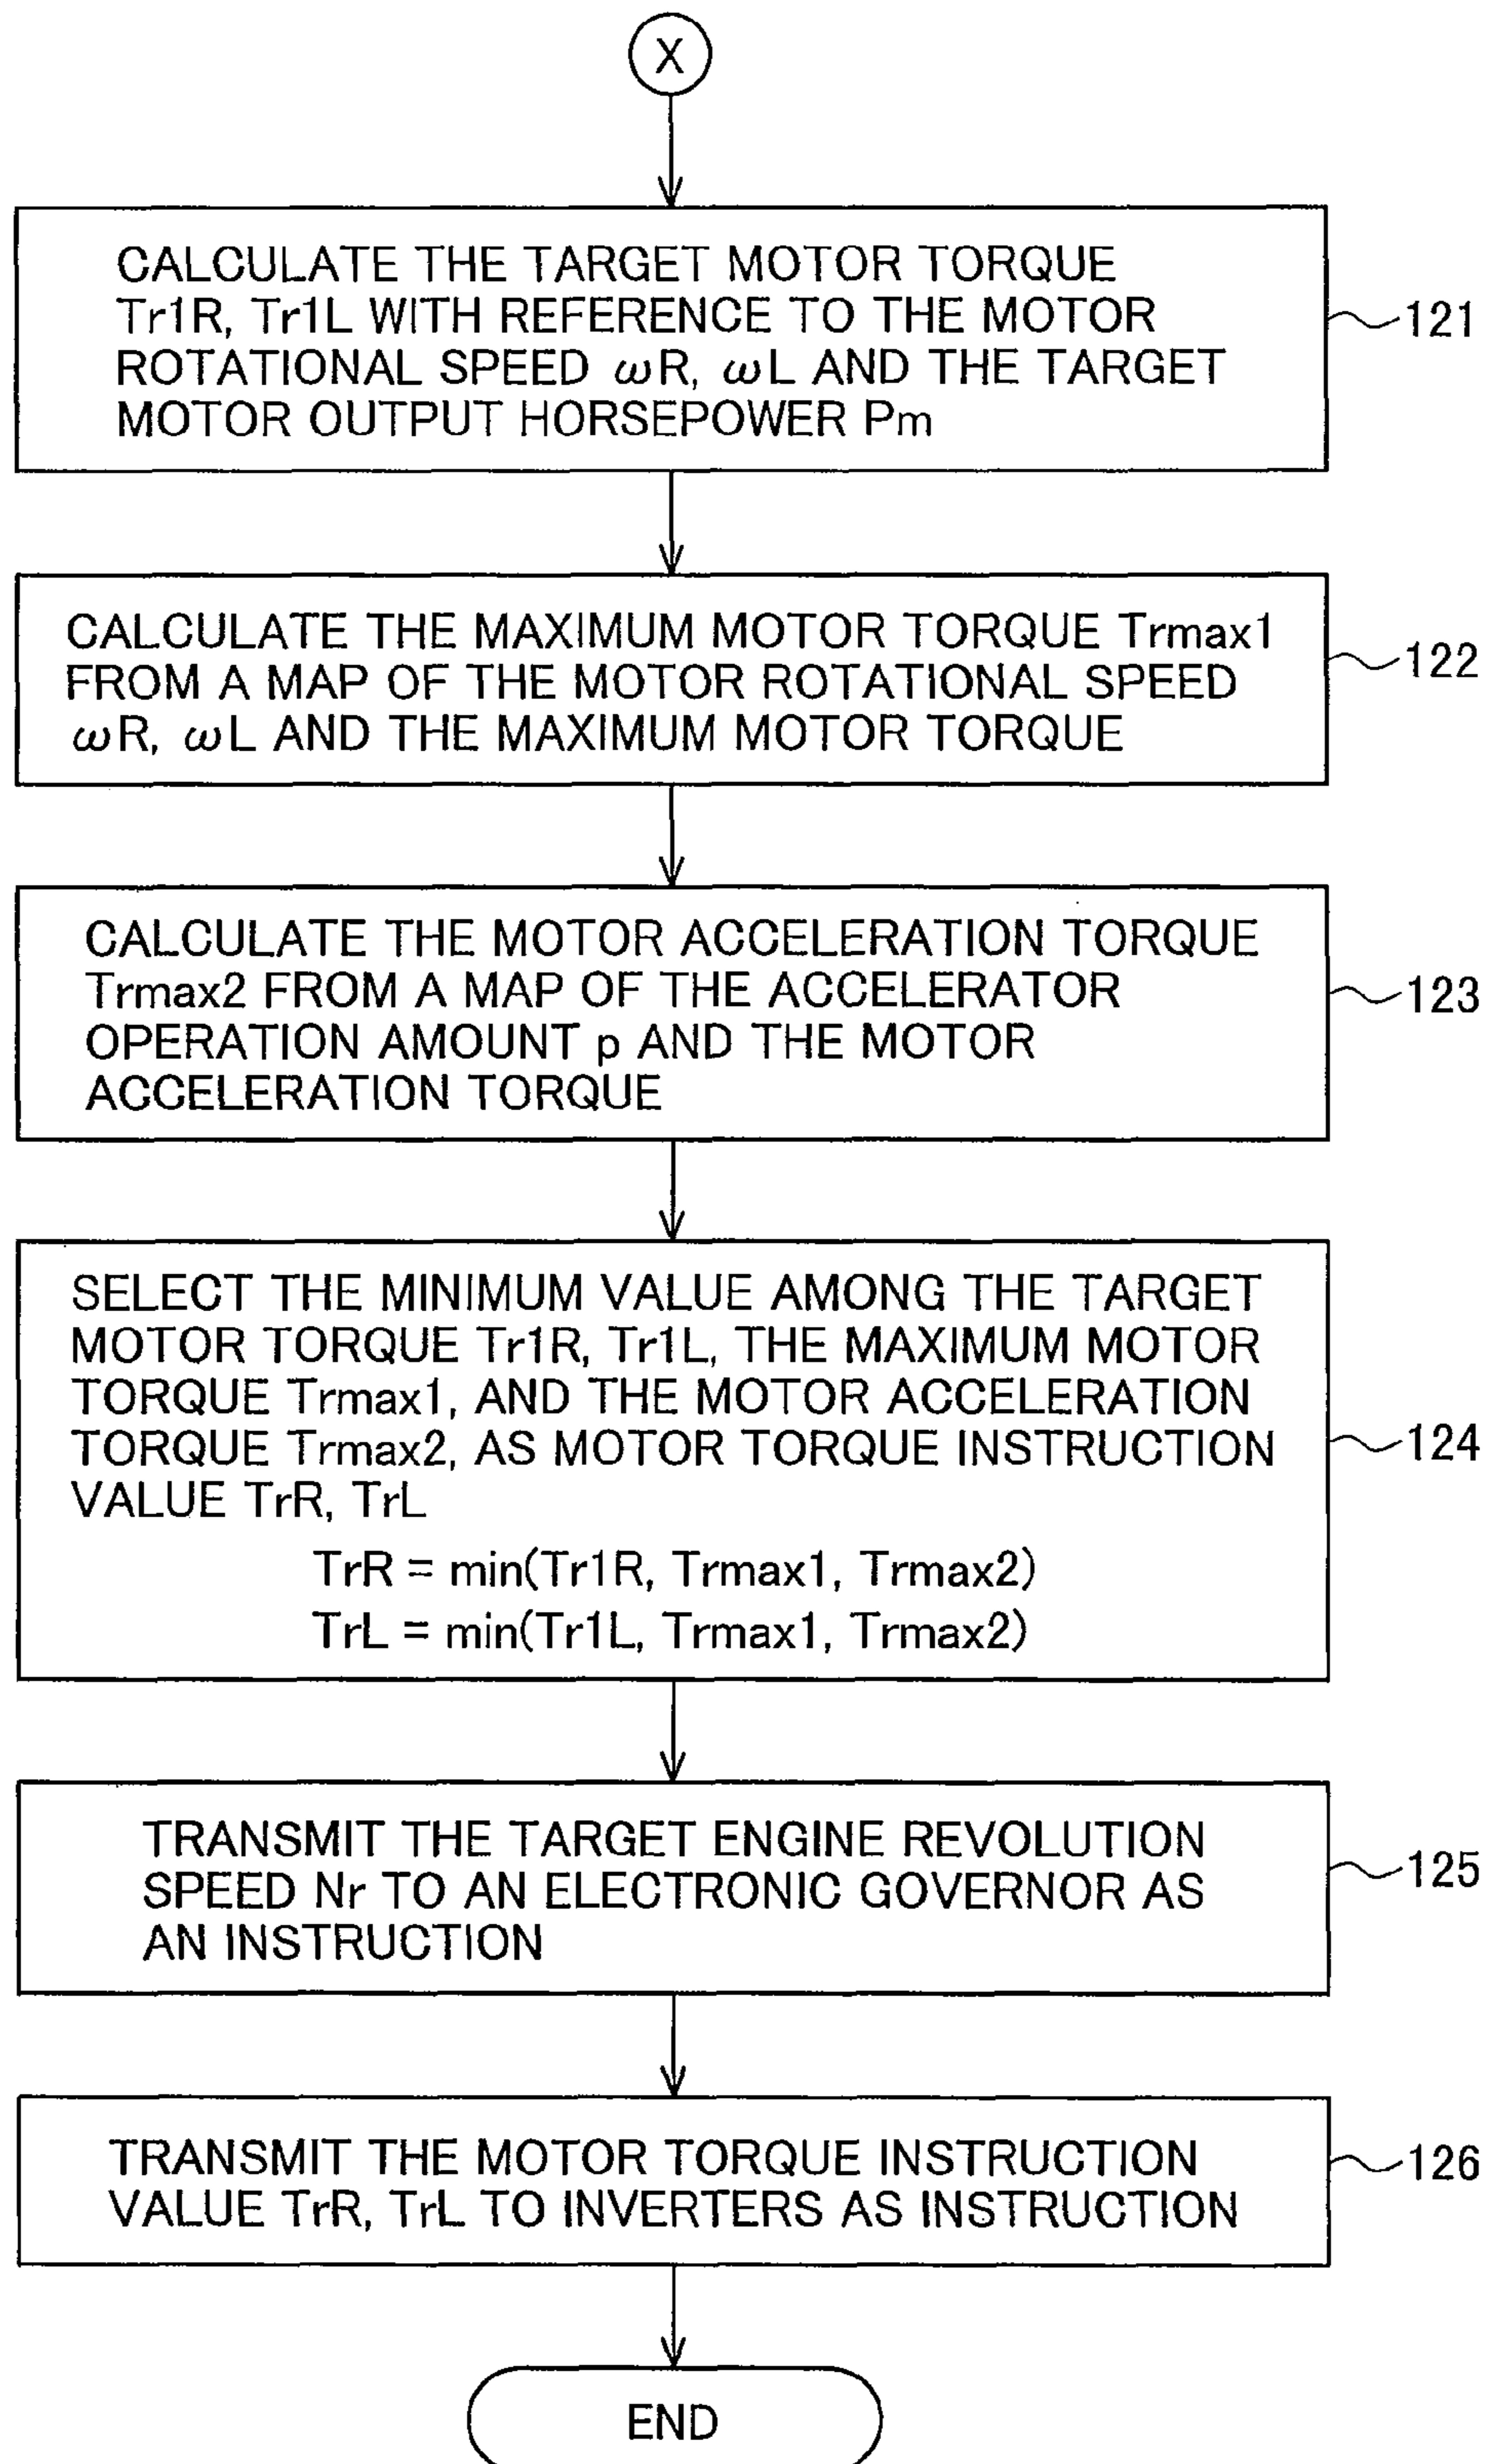 X
CALCULATE THE TARGET MOTOR TORQUE
Tr1R, Tr1L WITH REFERENCE TO THE MOTOR
ROTATIONAL SPEED ωR, ωL AND THE TARGET
MOTOR OUTPUT HORSEPOWER Pm
121
CALCULATE THE MAXIMUM MOTOR TORQUE Trmax1
FROM A MAP OF THE MOTOR ROTATIONAL SPEED
ωR, ωL AND THE MAXIMUM MOTOR TORQUE
122
CALCULATE THE MOTOR ACCELERATION TORQUE
Trmax2 FROM A MAP OF THE ACCELERATOR
OPERATION AMOUNT p AND THE MOTOR
ACCELERATION TORQUE
123
SELECT THE MINIMUM VALUE AMONG THE TARGET
MOTOR TORQUE Tr1R, Tr1L, THE MAXIMUM MOTOR
TORQUE Trmax1, AND THE MOTOR ACCELERATION
TORQUE Trmax2, AS MOTOR TORQUE INSTRUCTION
VALUE TrR, TrL
TrR = min(Tr1R, Trmax1, Trmax2)
TrL = min(Tr1L, Trmax1, Trmax2)
124
TRANSMIT THE TARGET ENGINE REVOLUTION
SPEED Nr TO AN ELECTRONIC GOVERNOR AS
AN INSTRUCTION
125
TRANSMIT THE MOTOR TORQUE INSTRUCTION
VALUE TrR, TrL TO INVERTERS AS INSTRUCTION
126
END